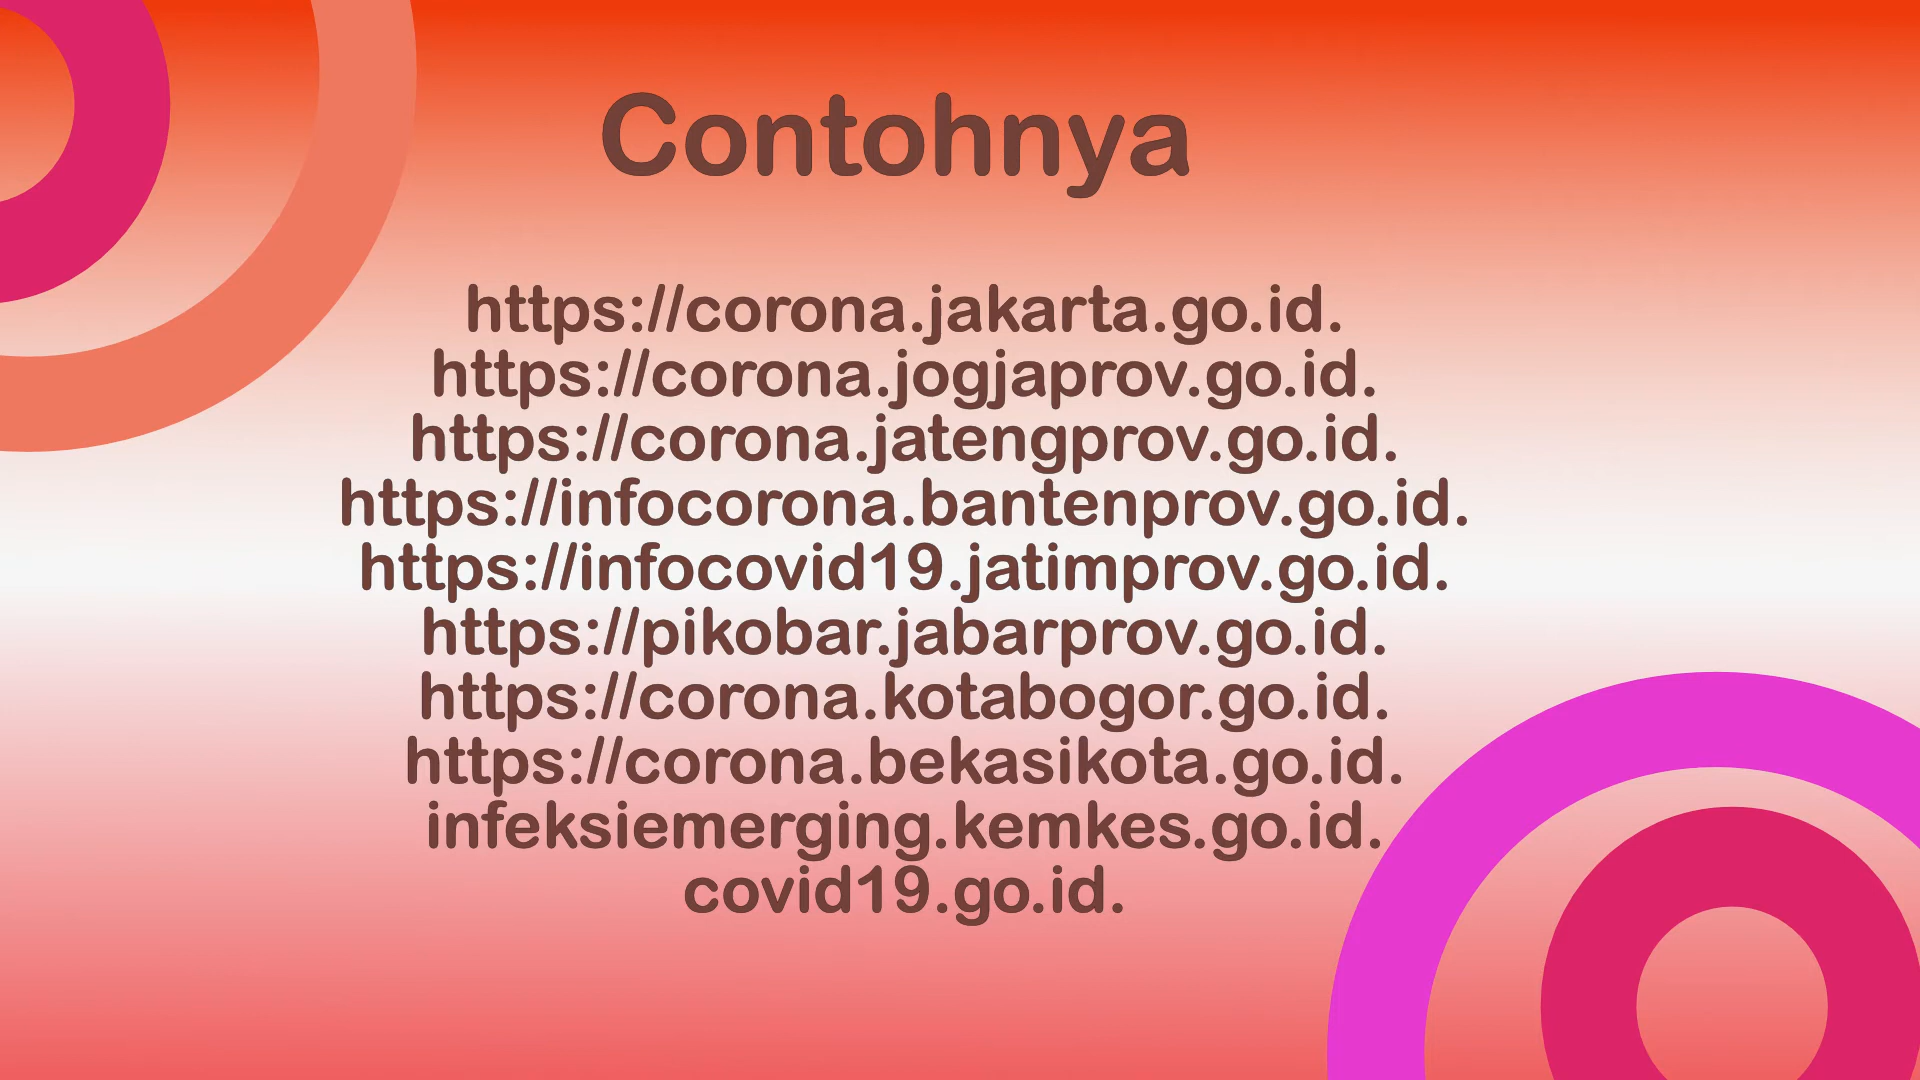 Contohnya
https://corona.jakarta.go.id.
https://corona.jogjaprov.go.id.
https://corona.jatengprov.go.id.
https://infocorona.bantenprov.go.id.
https://infocovid19.jatimprov.go.id.
https://pikobar.jabarprov.go.id.
https://corona.kotabogor.go.id.
https://corona.bekasikota.go.id.
infeksiemerging.kemkes.go.id.
covid19.go.id.